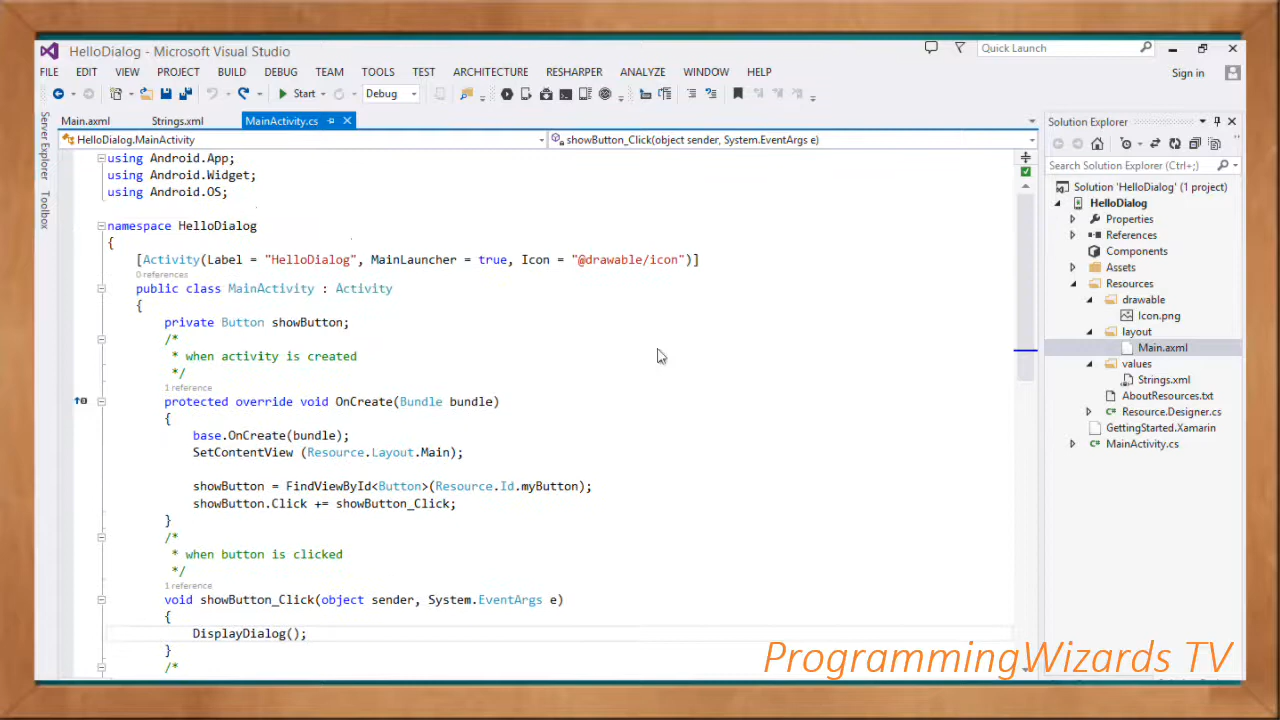 HelloDialog - Microsoft Visual Studio
Quick Launch
FILE EDIT VIEW PROJECT BUILD DEBUG TEAM TOOLS TEST ARCHITECTURE RESHARPER ANALYZE WINDOW HELP
Sign in
Start
Debug
Main.axml Strings.xml MainActivity.cs
HelloDialog.MainActivity
showButton_Click(object sender, System.EventArgs e)
Server Explorer
Toolbox
using Android.App;
using Android.Widget;
using Android.OS;
namespace HelloDialog
{
[Activity(Label = "HelloDialog", MainLauncher = true, Icon = "@drawable/icon")]
0 references
public class MainActivity : Activity
{
private Button showButton;
/*
* when activity is created
*/
1 reference
protected override void OnCreate(Bundle bundle)
{
base.OnCreate(bundle);
SetContentView (Resource.Layout.Main);
showButton = FindViewById<Button>(Resource.Id.myButton);
showButton.Click += showButton_Click;
}
/*
* when button is clicked
*/
1 reference
void showButton_Click(object sender, System.EventArgs e)
{
DisplayDialog();
}
/*
Solution Explorer
Search Solution Explorer (Ctrl+;)
Solution 'HelloDialog' (1 project)
HelloDialog
Properties
References
Components
Assets
Resources
drawable
Icon.png
layout
Main.axml
values
Strings.xml
AboutResources.txt
Resource.Designer.cs
GettingStarted.Xamarin
MainActivity.cs
ProgrammingWizards TV